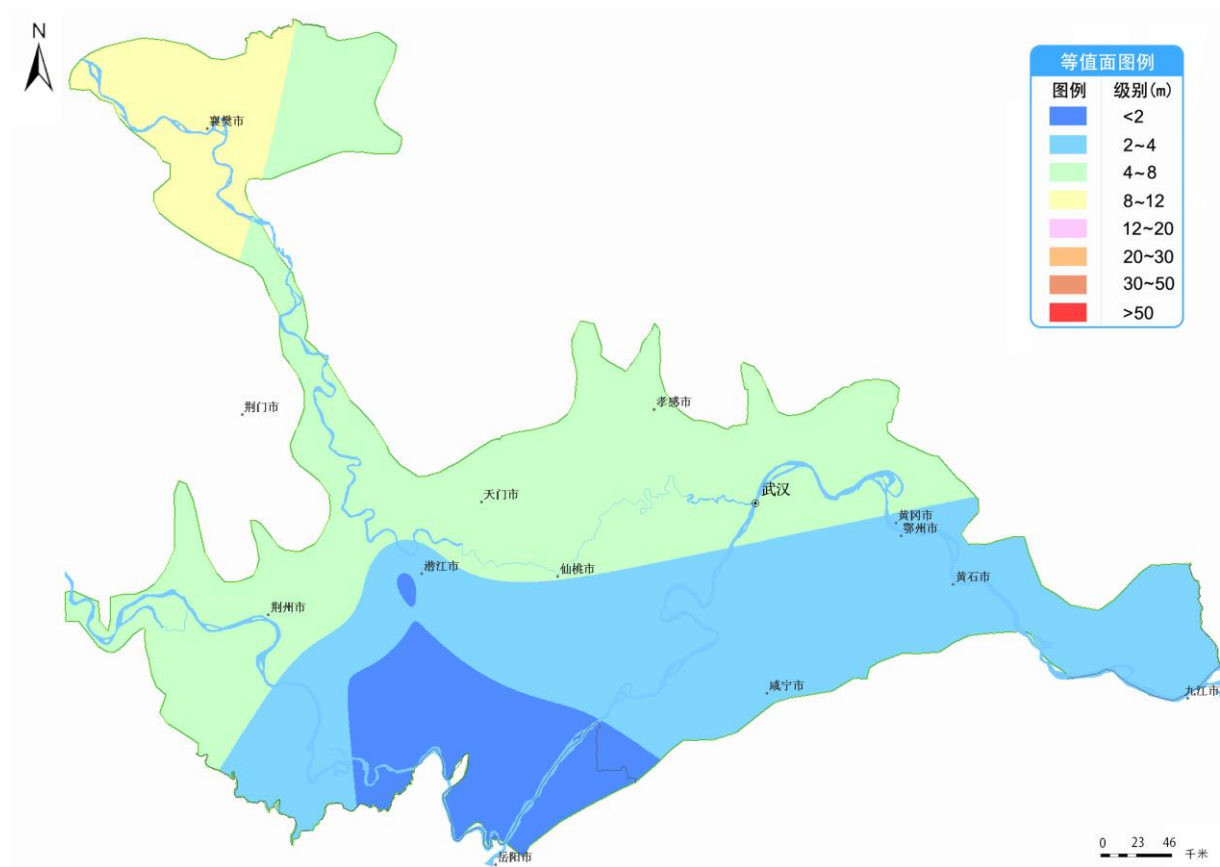 N
等值面图例
图例 级别(m)
<2
2~4
4~8
8~12
12~20
20~30
30~50
>50
襄樊市
荆门市
孝感市
天门市
武汉
黄冈市
鄂州市
潜江市
仙桃市
黄石市
荆州市
咸宁市
九江市
岳阳市
0 23 46
千米